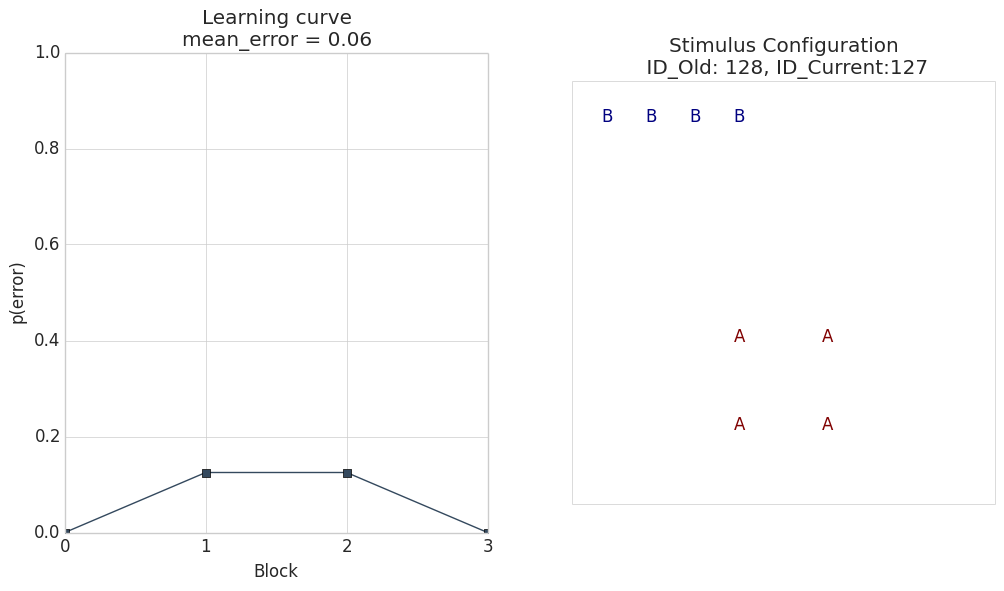 Learning curve
mean_error = 0.06
1.0
0.8
0.6
0.4
0.2
0.0
p(error)
0 1 2 3
Block
Stimulus Configuration
ID_Old: 128, ID_Current:127
B B B B
A A
A A